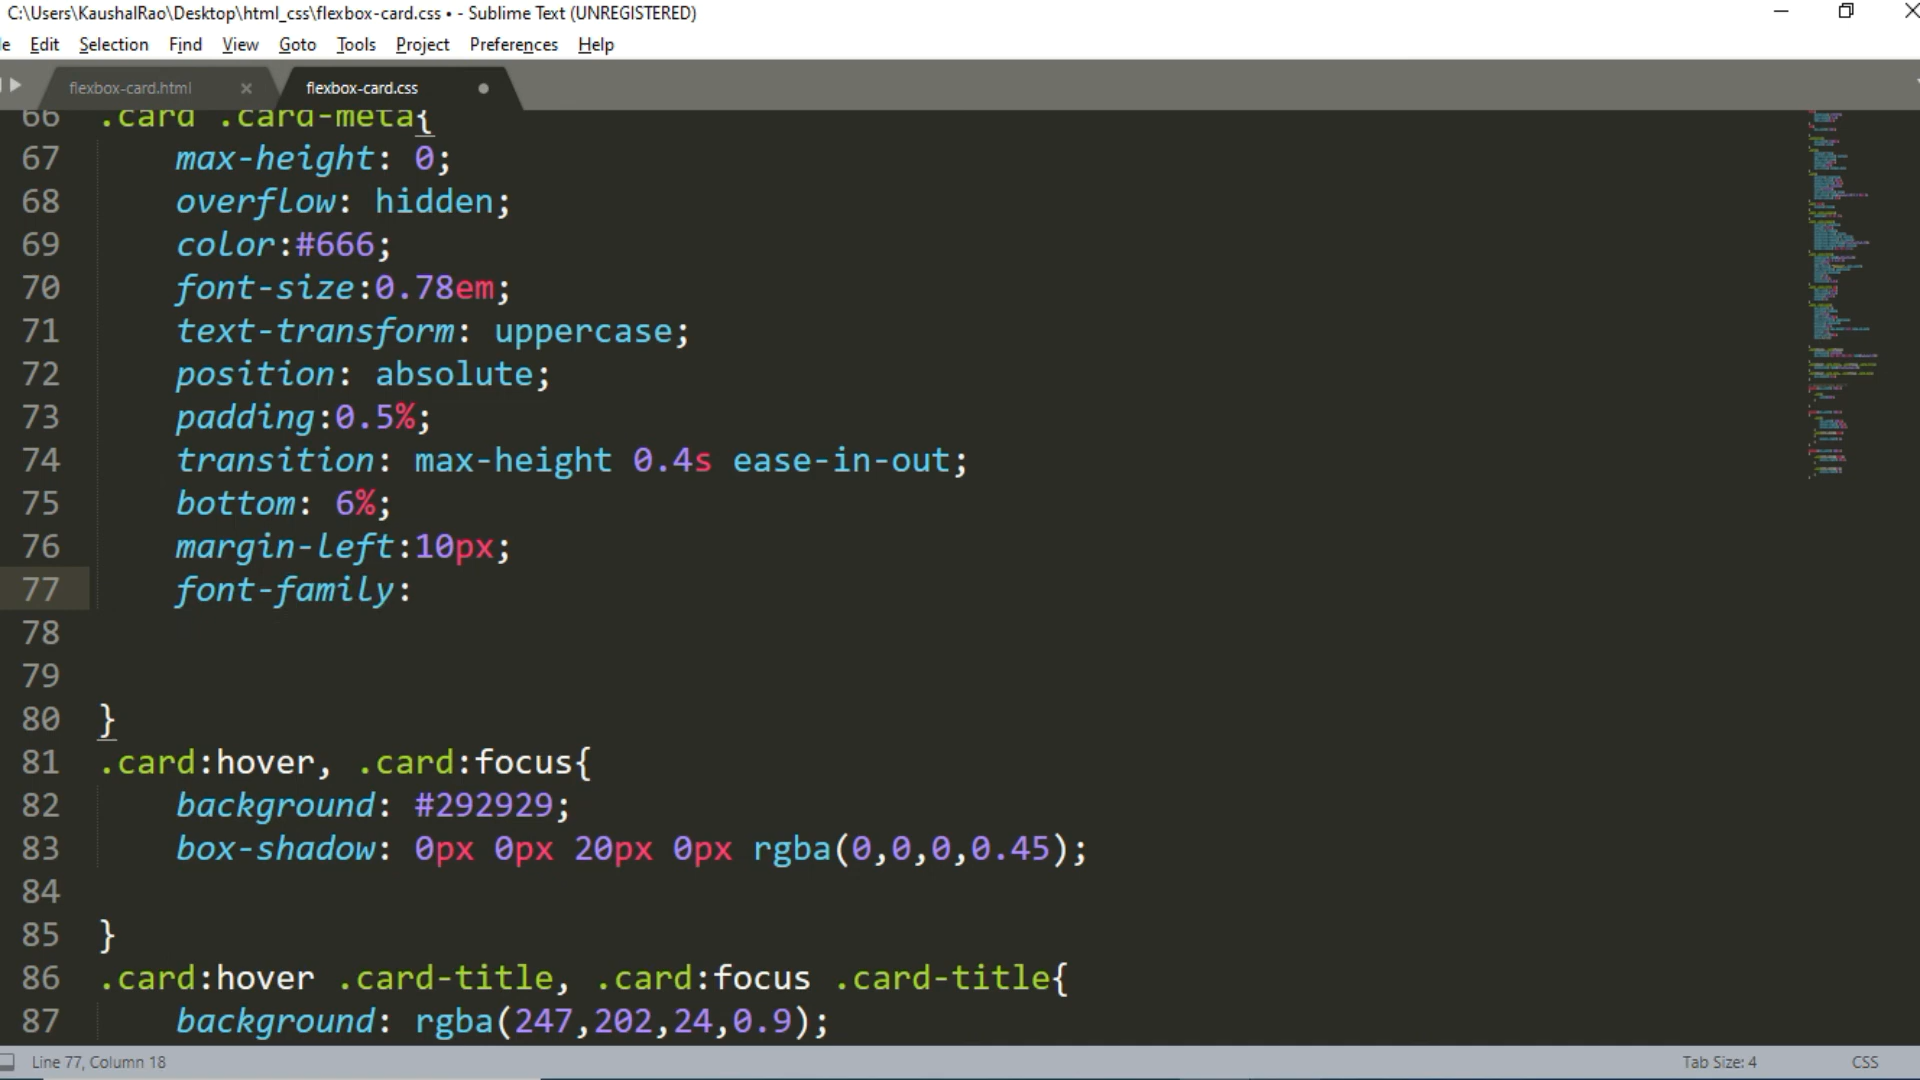 C:\Users\KaushalRao\Desktop\html_css\flexbox-card.css • - Sublime Text (UNREGISTERED)
Edit Selection Find View Goto Tools Project Preferences Help
flexbox-card.html × flexbox-card.css
66 .card .card-meta{
67 max-height: 0;
68 overflow: hidden;
69 color:#666;
70 font-size:0.78em;
71 text-transform: uppercase;
72 position: absolute;
73 padding:0.5%;
74 transition: max-height 0.4s ease-in-out;
75 bottom: 6%;
76 margin-left:10px;
77 font-family:
78
79
80 }
81 .card:hover, .card:focus{
82 background: #292929;
83 box-shadow: 0px 0px 20px 0px rgba(0,0,0,0.45);
84
85 }
86 .card:hover .card-title, .card:focus .card-title{
87 background: rgba(247,202,24,0.9);
Line 77, Column 18 Tab Size: 4 CSS